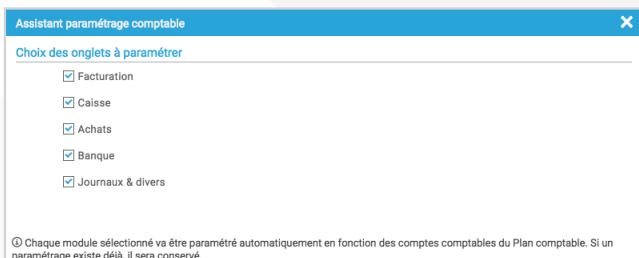 Assistant paramétrage comptable
Choix des onglets à paramétrer
Facturation
Caisse
Achats
Banque
Journaux & divers
Chaque module sélectionné va être paramétré automatiquement en fonction des comptes comptables du Plan comptable. Si un
paramétrage existe déjà, il sera conservé